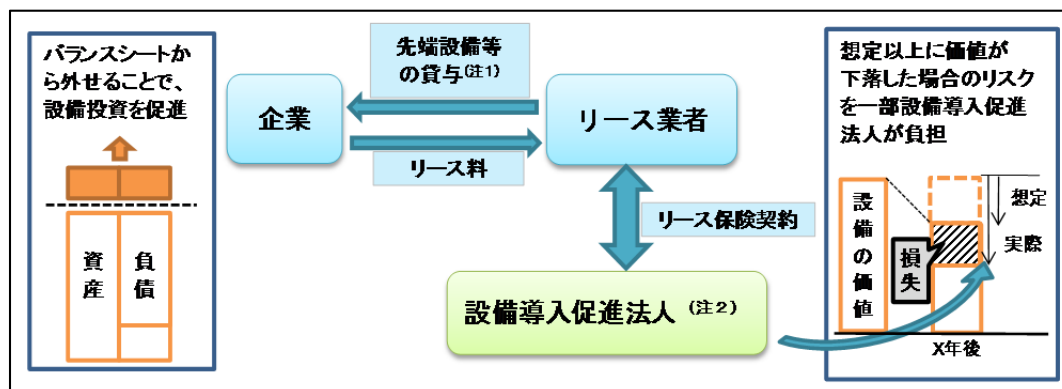 バランスシートか
ら外せることで、
設備投資を促進
資産
負債
企業
先端設備等
の貸与(注1)
リース料
リース業者
リース保険契約
設備導入促進法人(注2)
想定以上に価値が
下落した場合のリスク
を一部設備導入促進
法人が負担
設備の価値
損失
想定
実際
X年後